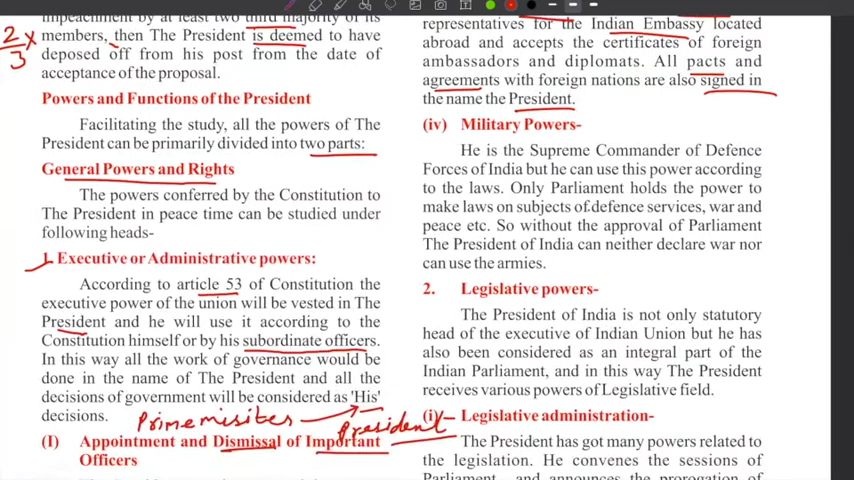 impeachment by at least two third majority of its
members, then The President is deemed to have
deposed off from his post from the date of
acceptance of the proposal.
2/3 x
Powers and Functions of the President
Facilitating the study, all the powers of The
President can be primarily divided into two parts:
General Powers and Rights
The powers conferred by the Constitution to
The President in peace time can be studied under
following heads-
1. Executive or Administrative powers:
According to article 53 of Constitution the
executive power of the union will be vested in The
President and he will use it according to the
Constitution himself or by his subordinate officers.
In this way all the work of governance would be
done in the name of The President and all the
decisions of government will be considered as 'His'
decisions.
Primemisites
President
(I) Appointment and Dismissal of Important
Officers
representatives for the Indian Embassy located
abroad and accepts the certificates of foreign
ambassadors and diplomats. All pacts and
agreements with foreign nations are also signed in
the name the President.
(iv) Military Powers-
He is the Supreme Commander of Defence
Forces of India but he can use this power according
to the laws. Only Parliament holds the power to
make laws on subjects of defence services, war and
peace etc. So without the approval of Parliament
The President of India can neither declare war nor
can use the armies.
2. Legislative powers-
The President of India is not only statutory
head of the executive of Indian Union but he has
also been considered as an integral part of the
Indian Parliament, and in this way The President
receives various powers of Legislative field.
(i) Legislative administration-
The President has got many powers related to
the legislation. He convenes the sessions of
Parliament and announces the prorogation of